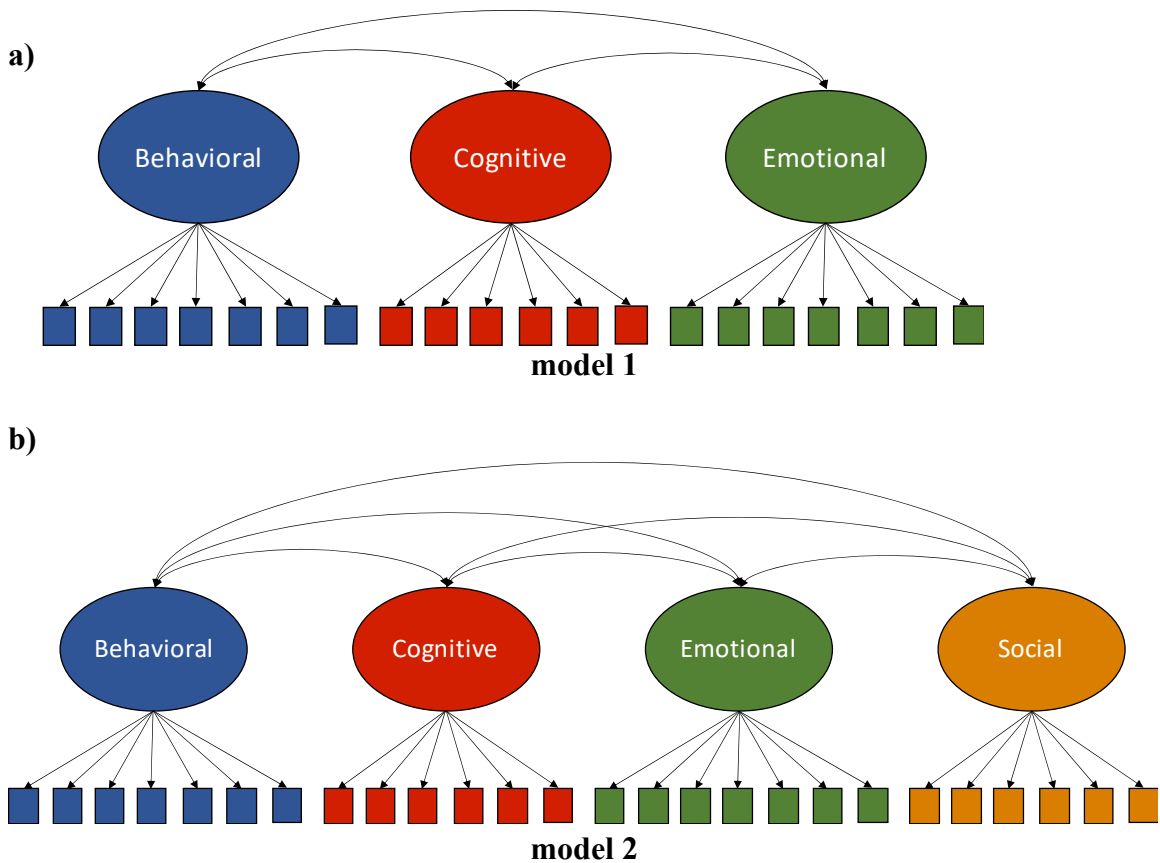 a)
Behavioral
Cognitive
Emotional
model 1
b)
Behavioral
Cognitive
Emotional
Social
model 2